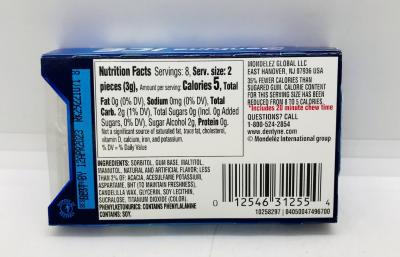 Nutrition Facts Servings: 8, Serv. size: 2
pieces (3g), Amount per serving: Calories 5, Total
Fat 0g (0% DV), Sodium 0mg (0% DV), Total
Carb. 2g (1% DV), Total Sugars 0g (Incl. 0g Added
Sugars, 0% DV), Sugar Alcohol 2g, Protein 0g.
Not a significant source of saturated fat, trans fat, cholesterol,
vitamin D, calcium, iron and potassium.
% DV = % Daily Value
INGREDIENTS: SORBITOL, GUM BASE, MALTITOL,
MANNITOL, NATURAL AND ARTIFICIAL FLAVOR; LESS
THAN 2% OF: ACACIA, ACESULFAME POTASSIUM,
ASPARTAME, BHT (TO MAINTAIN FRESHNESS),
CANDELILLA WAX, GLYCERIN, SOY LECITHIN,
SUCRALOSE, TITANIUM DIOXIDE (COLOR).
PHENYLKETONURICS: CONTAINS PHENYLALANINE
CONTAINS: SOY.
MONDELEZ GLOBAL LLC
EAST HANOVER, NJ 07936 USA
35% FEWER CALORIES THAN
SUGARED GUM. CALORIE CONTENT
FOR THIS SERVING SIZE HAS BEEN
REDUCED FROM 8 TO 5 CALORIES.
*Includes 20 minute chew time
QUESTIONS? CALL
1-800-524-2854
www.dentyne.com
© Mondelēz International group
0 12546 31255 4
10258297 | 04050047496700